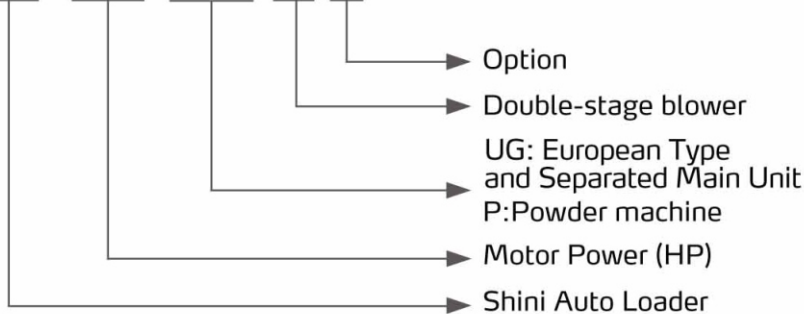 Option
Double-stage blower
UG: European Type
and Separated Main Unit
P:Powder machine
Motor Power (HP)
Shini Auto Loader